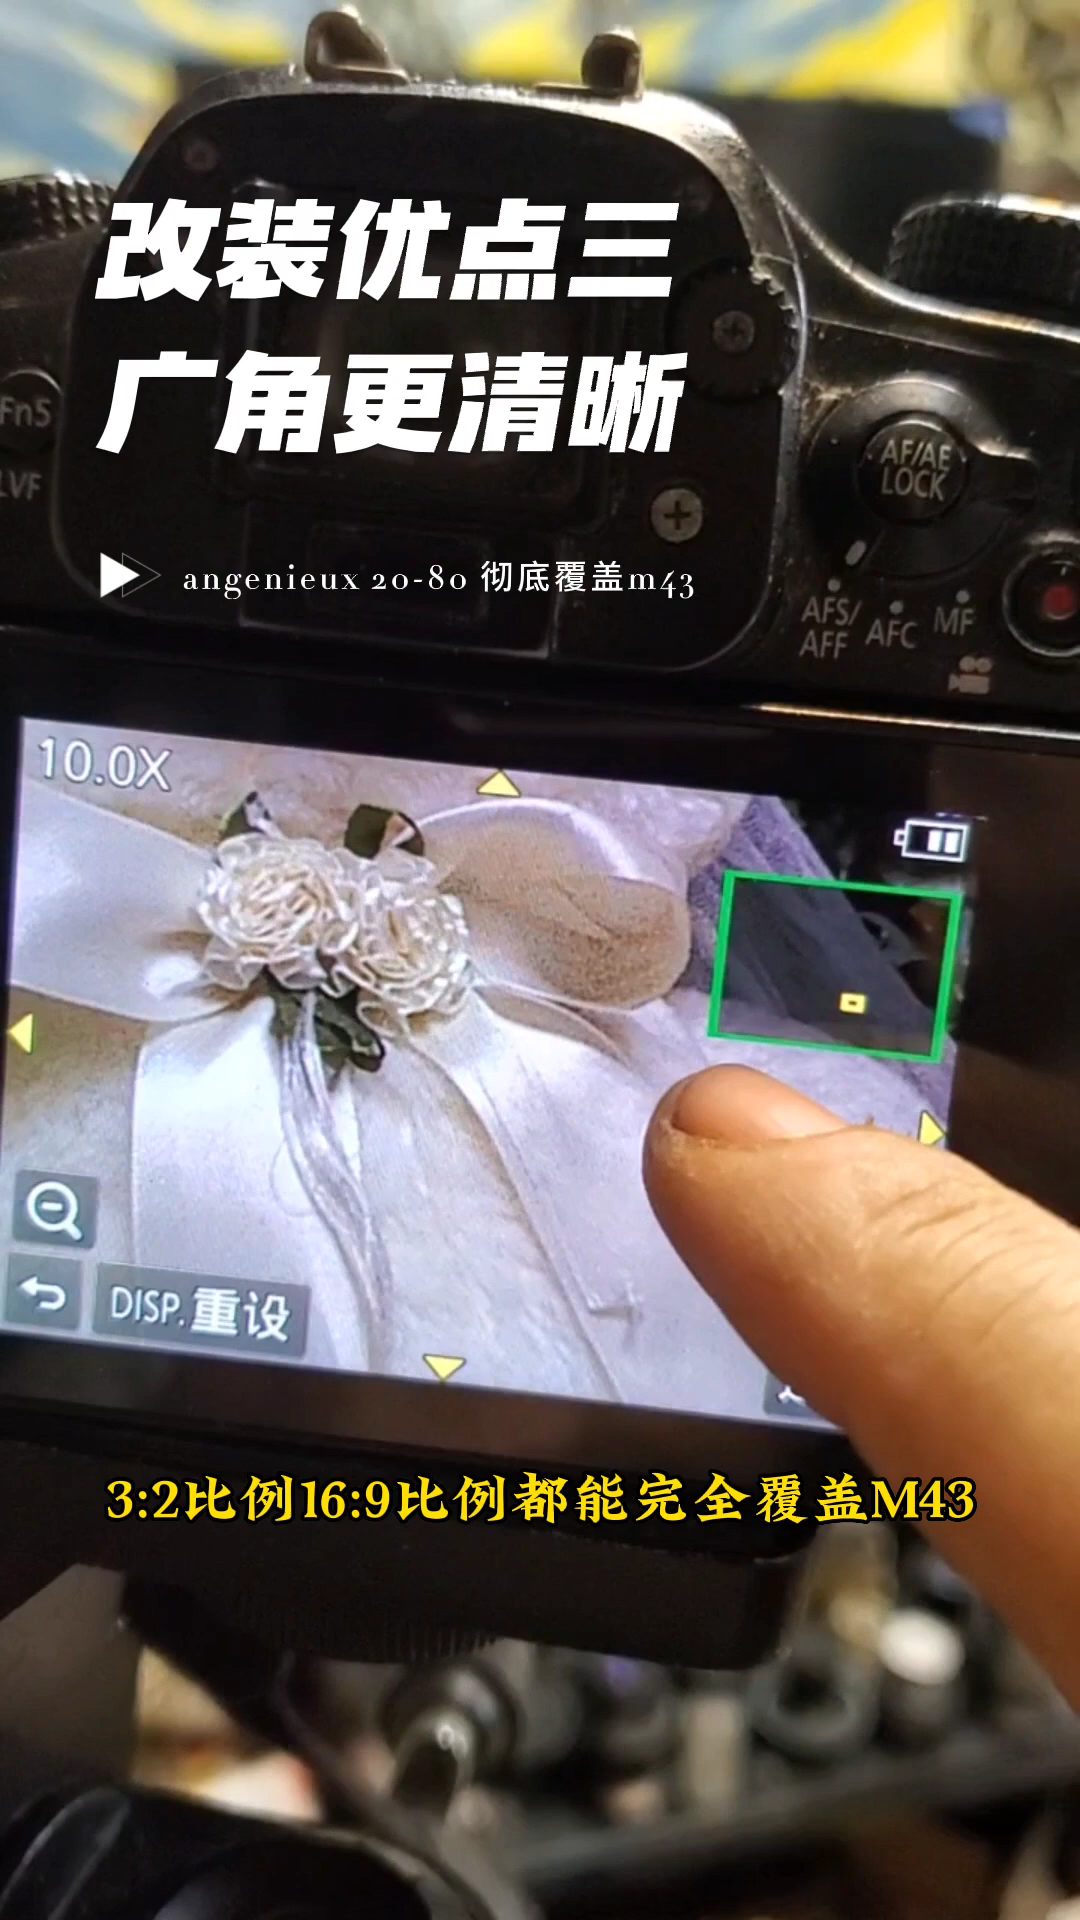 改装优点三
广角更清晰
Fn5
LVF
AF/AE
LOCK
angenieux 20-80 彻底覆盖m43
AFS/
AFF
AFC
MF
10.0X
DISP.重设
3:2比例16:9比例都能完全覆盖M43